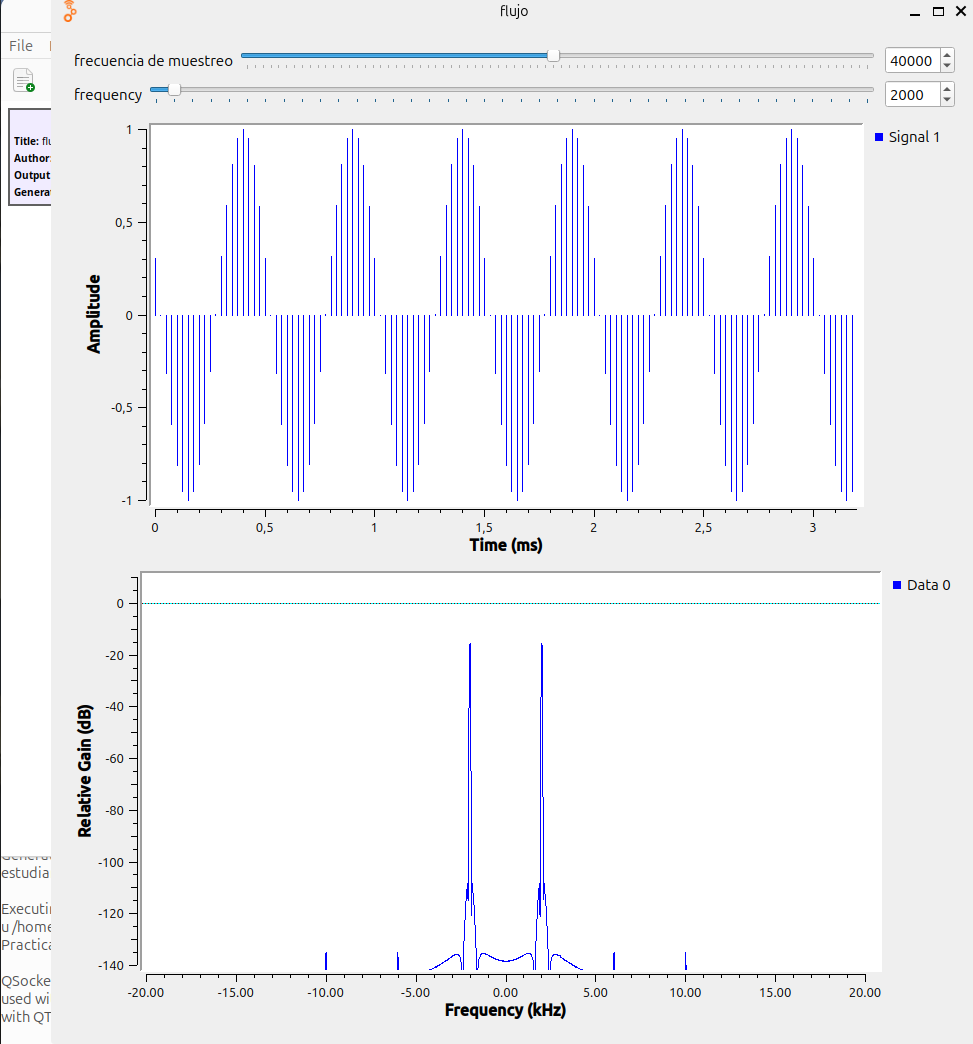 flujo
File
frecuencia de muestreo
40000
frequency
2000
Title: flu
Author:
Output
Genera
Signal 1
1
0,5
0
-0,5
-1
Amplitude
0 0,5 1 1,5 2 2,5 3
Time (ms)
Data 0
0
-20
-40
-60
-80
-100
-120
-140
Relative Gain (dB)
-20.00 -15.00 -10.00 -5.00 0.00 5.00 10.00 15.00 20.00
Frequency (kHz)
estudia
Executin
u /home
Practica
QSocke
used wi
with QT